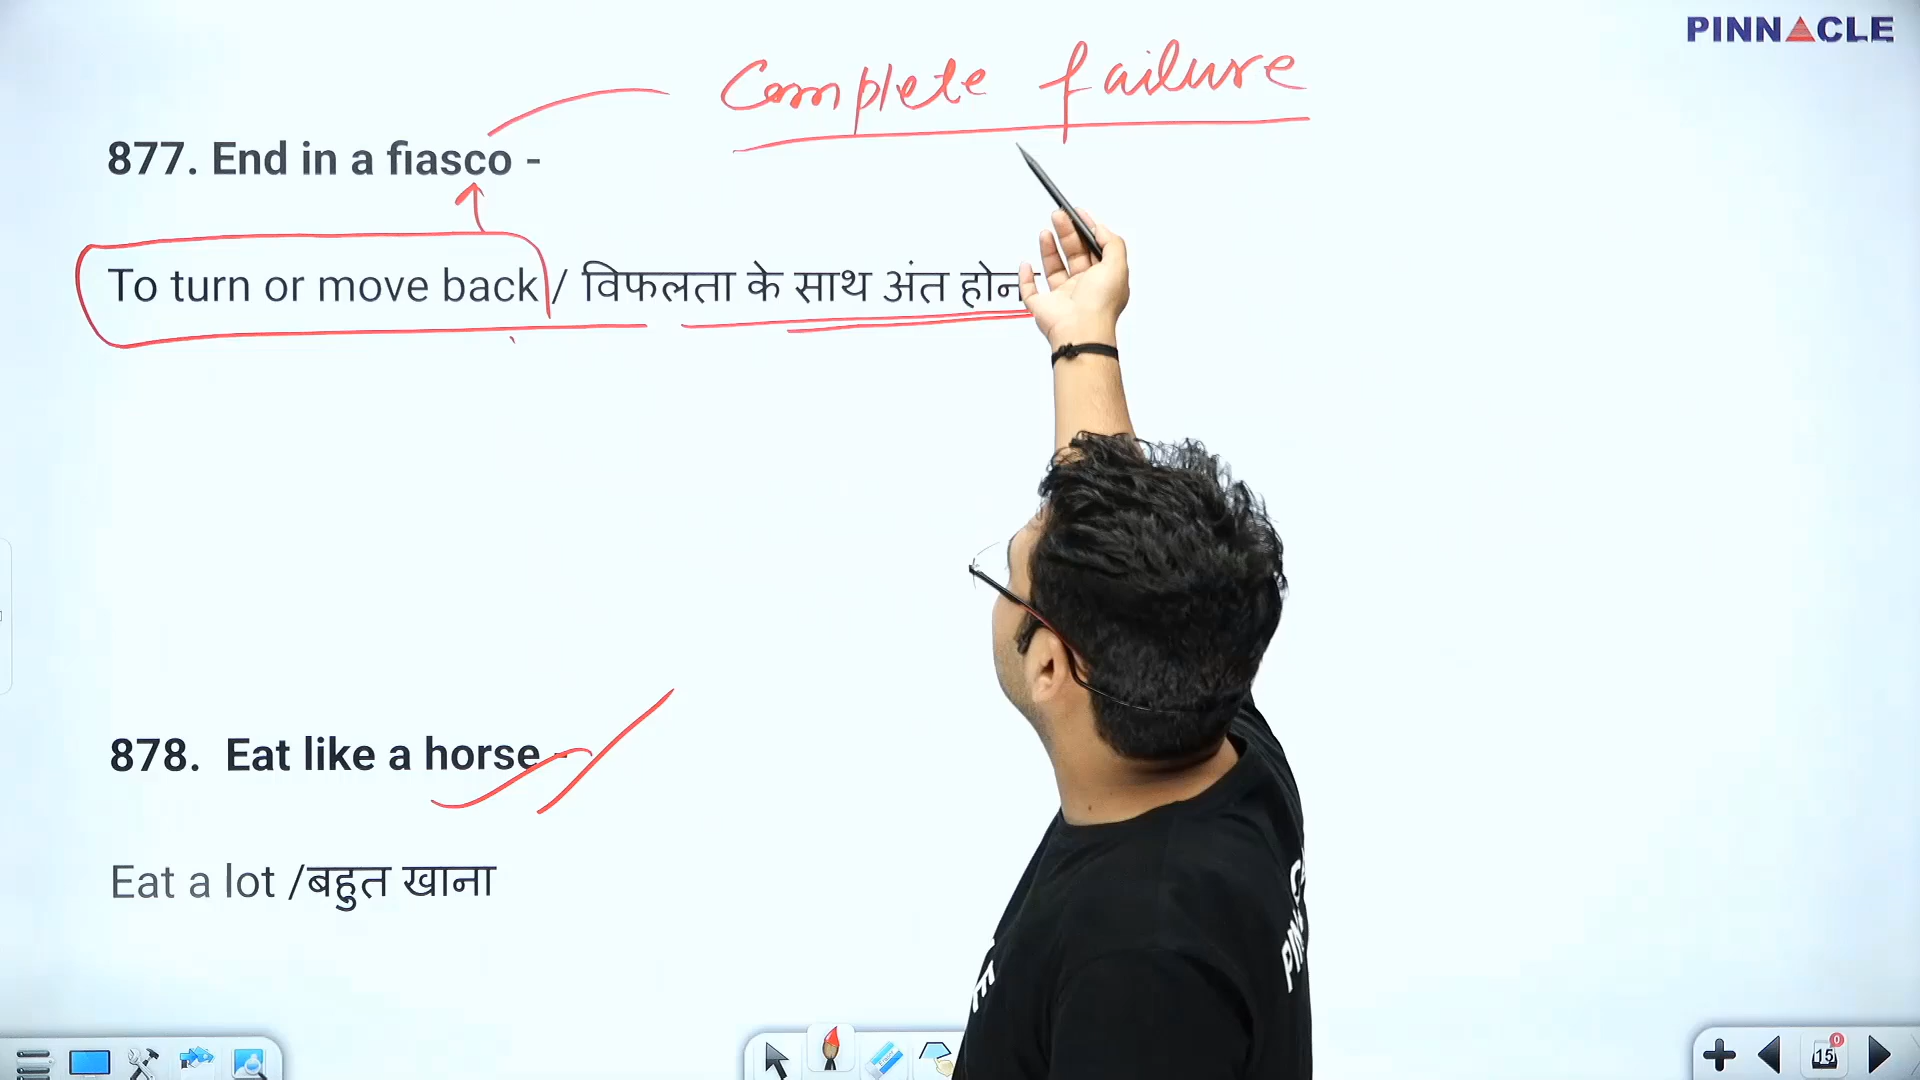 PINNACLE
Complete failure
877. End in a fiasco -
To turn or move back / विफलता के साथ अंत
878. Eat like a horse -
Eat a lot /बहुत खाना
15
0